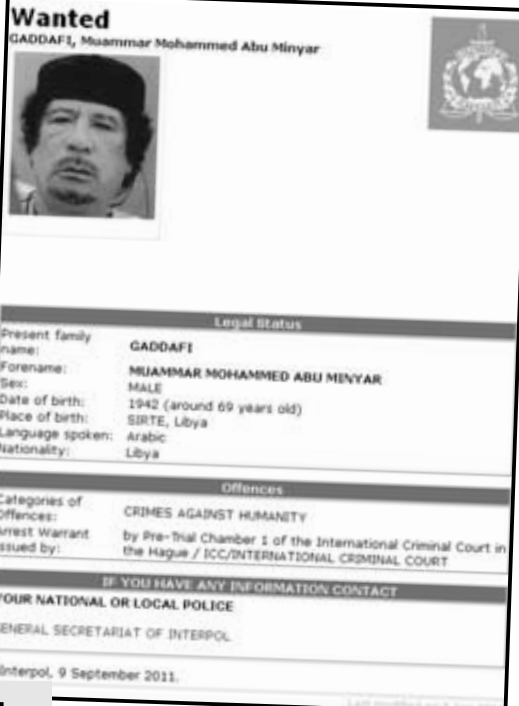 Wanted
GADDAFI, Muammar Mohammed Abu Minyar
Legal Status
Present family
name: GADDAFI
Forename: MUAMMAR MOHAMMED ABU MINYAR
Sex: MALE
Date of birth: 1942 (around 69 years old)
Place of birth: SIRTE, Libya
Language spoken: Arabic
Nationality: Libya
Offences
Categories of
Offences: CRIMES AGAINST HUMANITY
Arrest Warrant by Pre-Trial Chamber 1 of the International Criminal Court in
issued by: the Hague / ICC/INTERNATIONAL CRIMINAL COURT
IF YOU HAVE ANY INFORMATION CONTACT
YOUR NATIONAL OR LOCAL POLICE
GENERAL SECRETARIAT OF INTERPOL
Interpol, 9 September 2011.
Last modified on